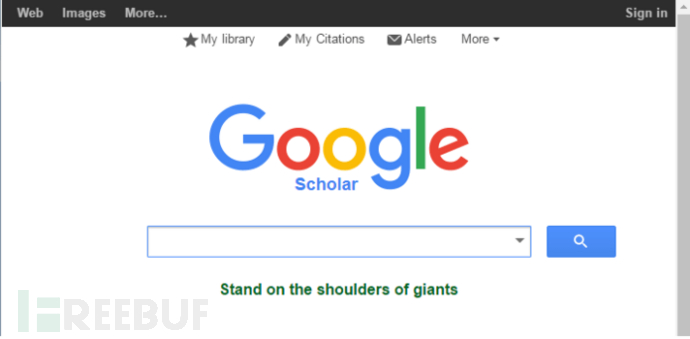 Web Images More... Sign in
My library My Citations Alerts More
Google
Scholar
Stand on the shoulders of giants
FREEBUF